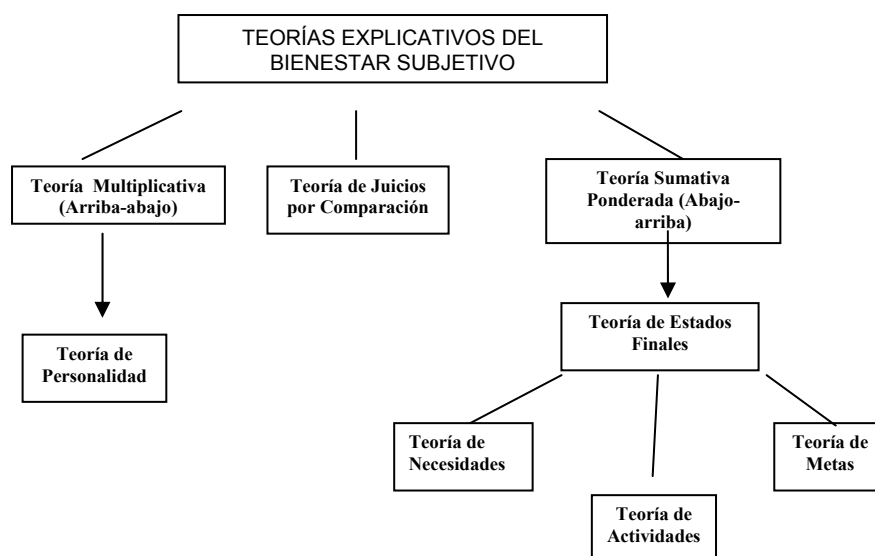 TEORÍAS EXPLICATIVOS DEL
BIENESTAR SUBJETIVO
Teoría Multiplicativa
(Arriba-abajo)
Teoría de Juicios
por Comparación
Teoría Sumativa
Ponderada (Abajo-
arriba)
Teoría de
Personalidad
Teoría de Estados
Finales
Teoría de
Necesidades
Teoría de
Actividades
Teoría de
Metas